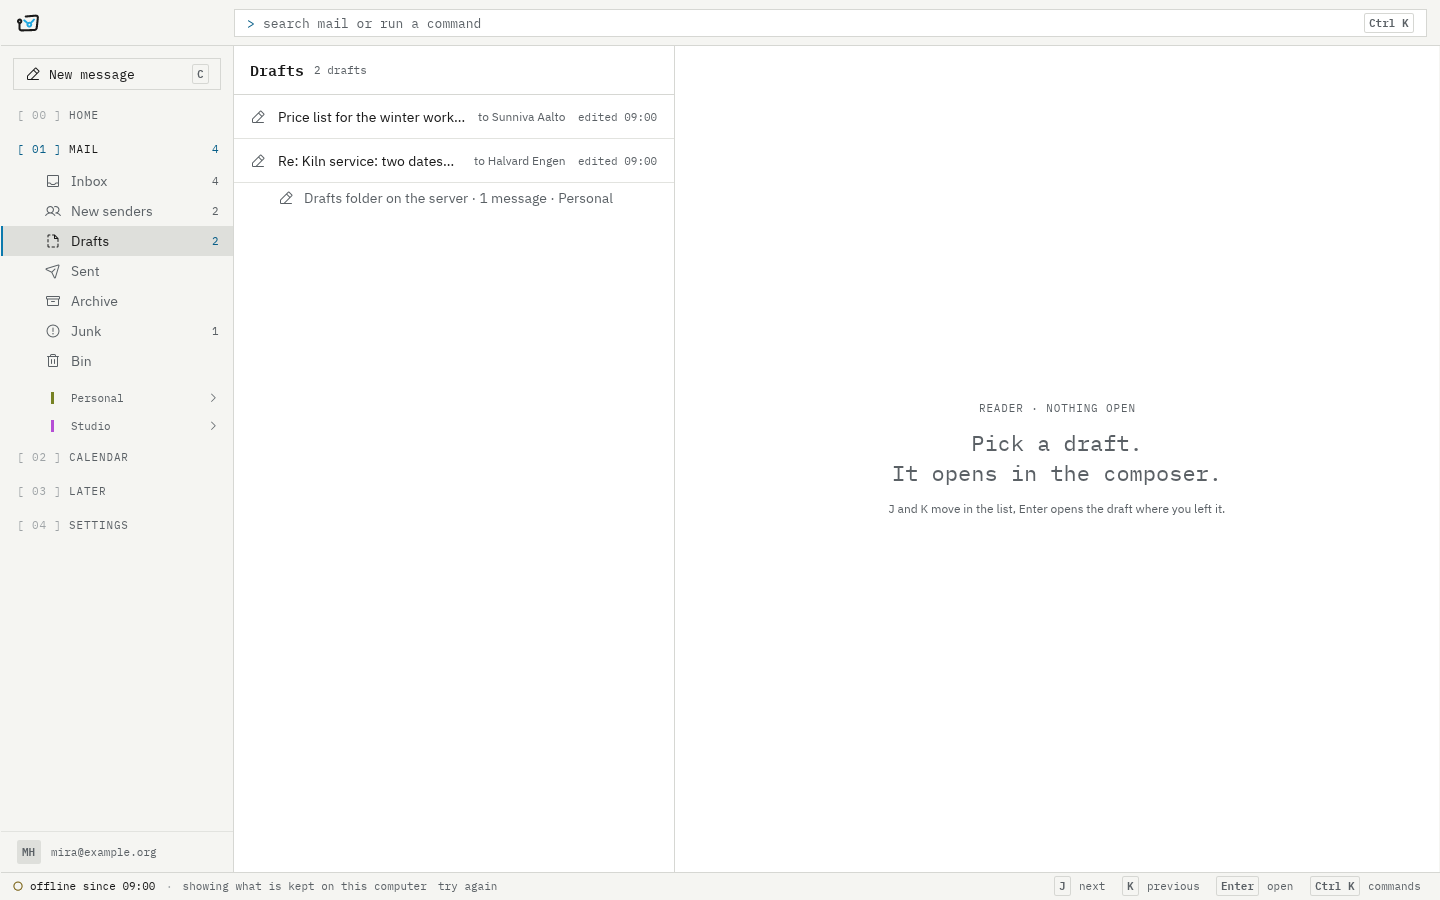 > search mail or run a command Ctrl K
New message C
[ 00 ] HOME
[ 01 ] MAIL 4
Inbox 4
New senders 2
Drafts 2
Sent
Archive
Junk 1
Bin
Personal
Studio
[ 02 ] CALENDAR
[ 03 ] LATER
[ 04 ] SETTINGS
MH mira@example.org
Drafts 2 drafts
Price list for the winter work… to Sunniva Aalto edited 09:00
Re: Kiln service: two dates… to Halvard Engen edited 09:00
Drafts folder on the server · 1 message · Personal
READER · NOTHING OPEN
Pick a draft.
It opens in the composer.
J and K move in the list, Enter opens the draft where you left it.
offline since 09:00 · showing what is kept on this computer try again
J next K previous Enter open Ctrl K commands